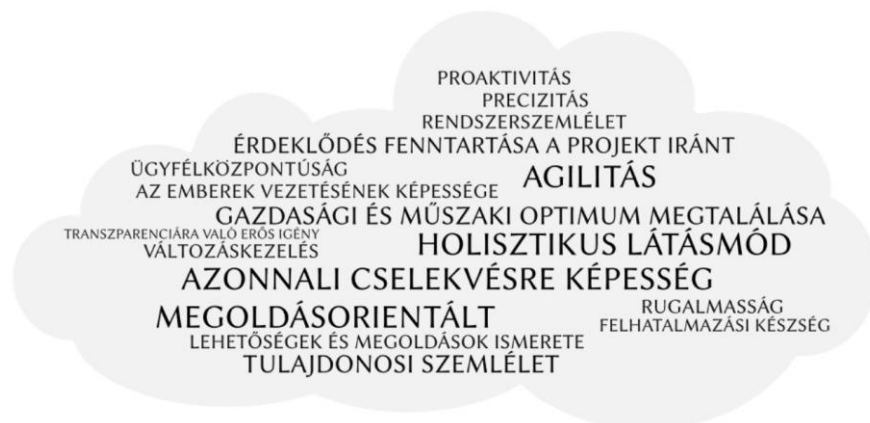 PROAKTIVITÁS
PRECIZITÁS
RENDSZERSZEMLÉLET
ÉRDEKLŐDÉS FENNTARTÁSA A PROJEKT IRÁNT
ÜGYFÉLKÖZPONTÚSÁG
AGILITÁS
AZ EMBEREK VEZETÉSÉNEK KÉPESSÉGE
GAZDASÁGI ÉS MŰSZAKI OPTIMUM MEGTALÁLÁSA
TRANSZPARENCIÁRA VALÓ ERŐS IGÉNY
HOLISZTIKUS LÁTÁSMÓD
VÁLTOZÁSKEZELÉS
AZONNALI CSELEKVÉSRE KÉPESSÉG
RUGALMASSÁG
MEGOLDÁSORIENTÁLT
FELHATALMAZÁSI KÉSZSÉG
LEHETŐSÉGEK ÉS MEGOLDÁSOK ISMERETE
TULAJDONOSI SZEMLÉLET